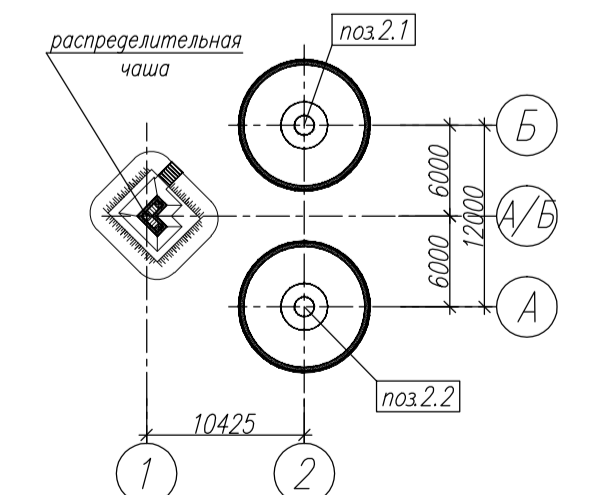 поз.2.1
распределительная
чаша
Б
6000
12000
А/Б
6000
А
поз.2.2
10425
1
2